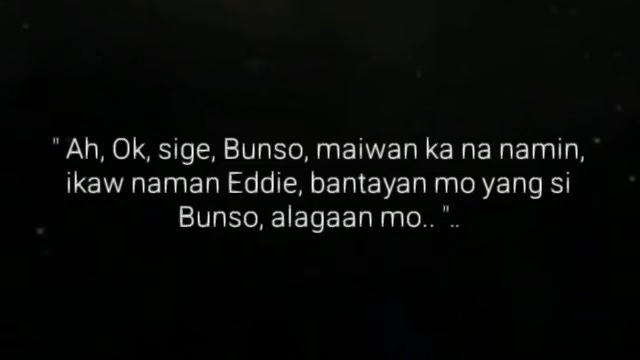 " Ah, Ok, sige, Bunso, maiwan ka na namin, "
ikaw naman Eddie, bantayan mo yang si
Bunso, alagaan mo.. "..